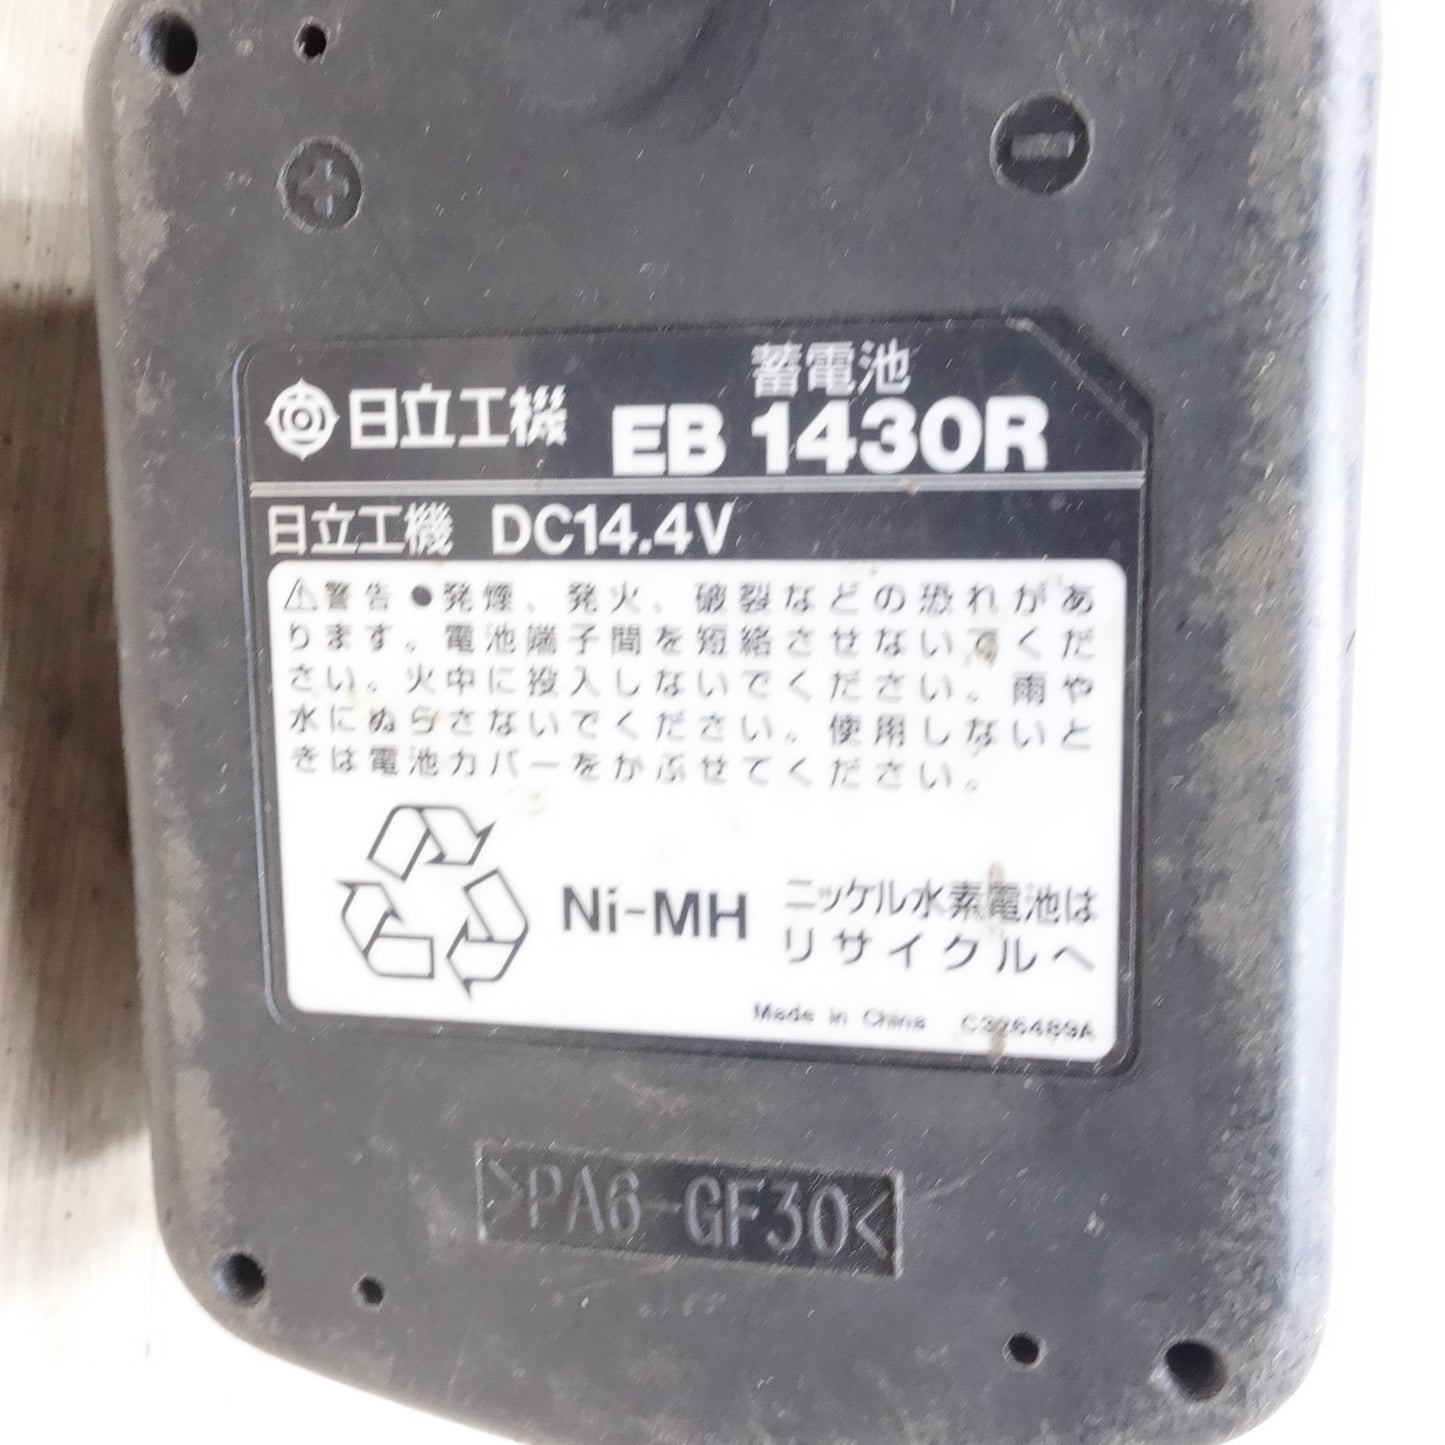 蓄電池
日立工機 EB 1430R
日立工機 DC14.4V
⚠警告 ●発煙、発火、破裂などの恐れがあ
ります。電池端子間を短絡させないでくだ
さい。火中に投入しないでください。雨や
水にぬらさないでください。使用しないと
きは電池カバーをかぶせてください。
Ni-MH
ニッケル水素電池は
リサイクルへ
Made in China C326489A
>PA6-GF30<